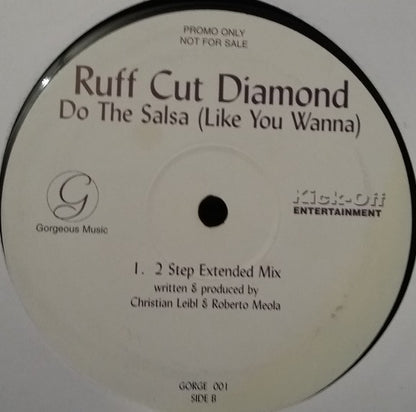 PROMO ONLY
NOT FOR SALE
Ruff Cut Diamond
Do The Salsa (Like You Wanna)
G
Gorgeous Music
Kick-Off
ENTERTAINMENT
1. 2 Step Extended Mix
written & produced by
Christian Leibl & Roberto Meola
GORGE 001
SIDE B